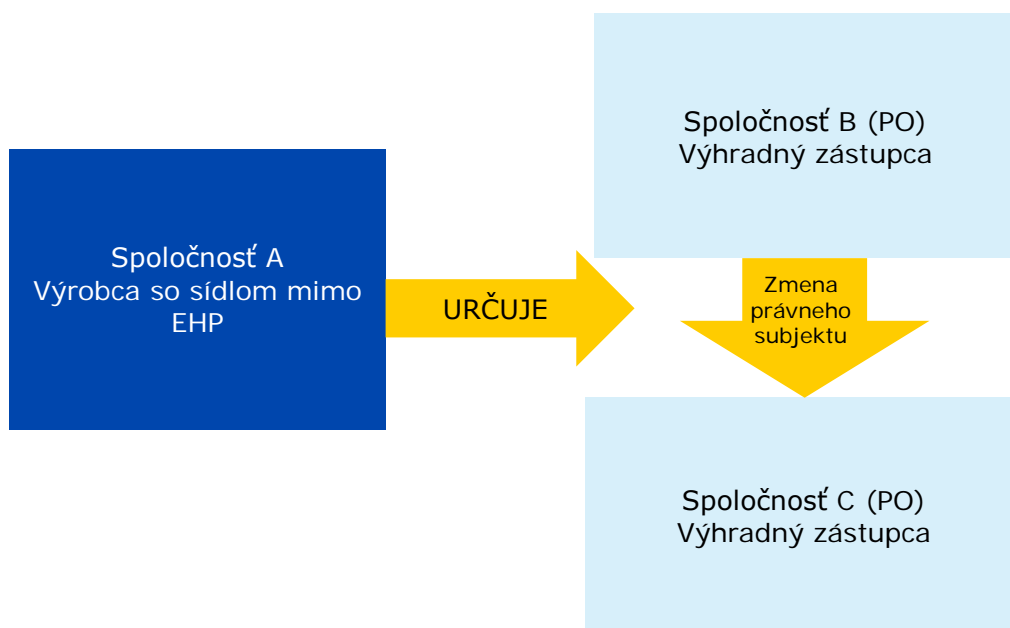 Spoločnosť A
Výrobca so sídlom mimo
EHP
URČUJE
Spoločnosť B (PO)
Výhradný zástupca
Zmena
právneho
subjektu
Spoločnosť C (PO)
Výhradný zástupca